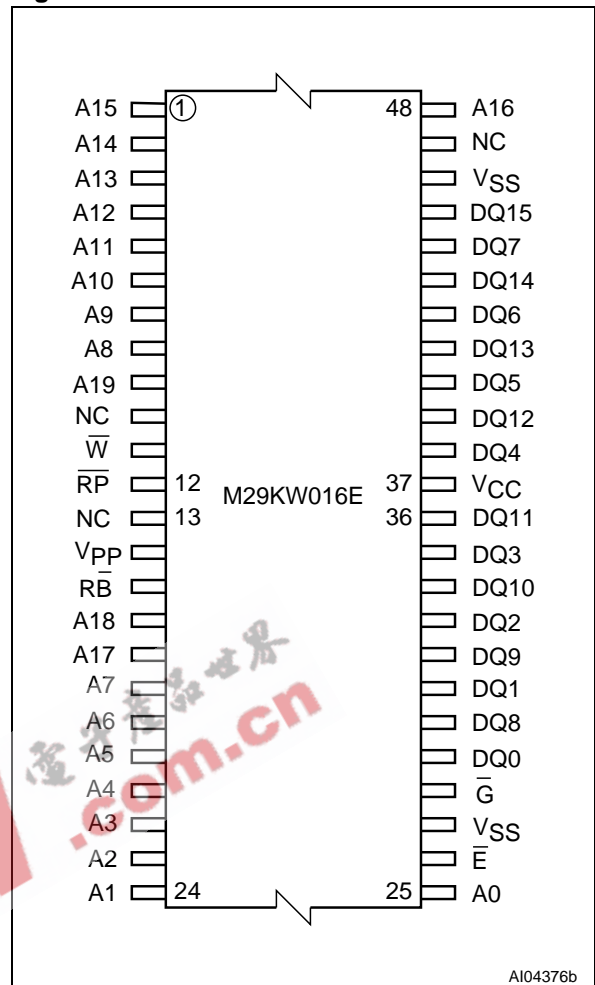 A15 1 48 A16
A14 NC
A13 VSS
A12 DQ15
A11 DQ7
A10 DQ14
A9 DQ6
A8 DQ13
A19 DQ5
NC DQ12
W̅ DQ4
R̅P̅ 12 M29KW016E 37 VCC
NC 13 36 DQ11
VPP DQ3
RB̅ DQ10
A18 DQ2
A17 DQ9
A7 DQ1
A6 DQ8
A5 DQ0
A4 G̅
A3 VSS
A2 E̅
A1 24 25 A0
.com.cn
AI04376b